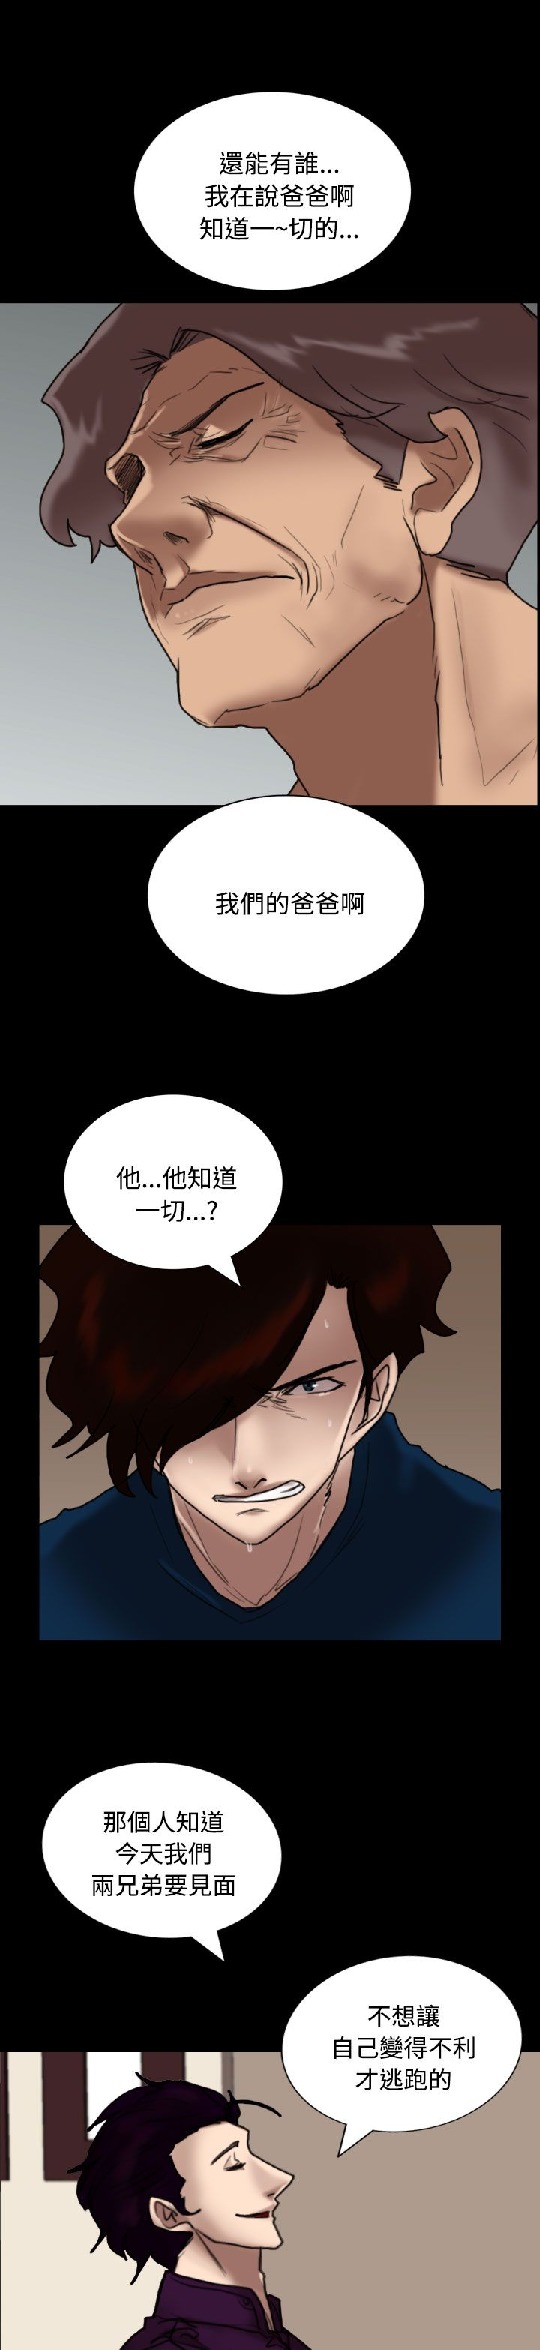 還能有誰...
我在說爸爸啊
知道一~切的...
我們的爸爸啊
他...他知道
一切...?
那個人知道
今天我們
兩兄弟要見面
不想讓
自己變得不利
才逃跑的